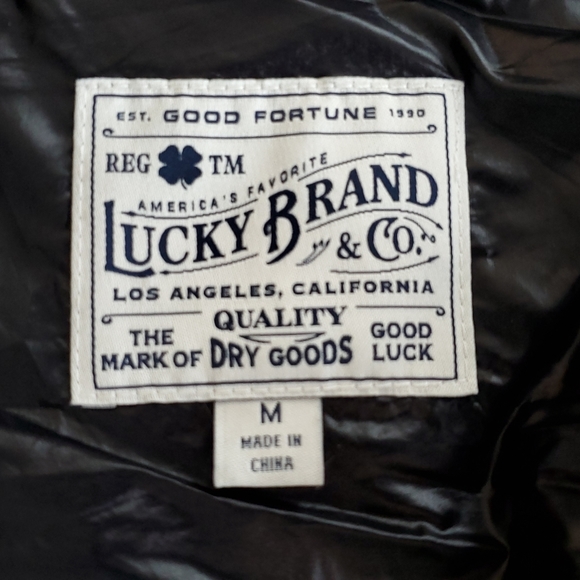 EST. GOOD FORTUNE 1990
REG TM
AMERICA'S FAVORITE
LUCKY BRAND
& CO.
LOS ANGELES, CALIFORNIA
QUALITY
THE MARK OF DRY GOODS GOOD LUCK
M
MADE IN
CHINA